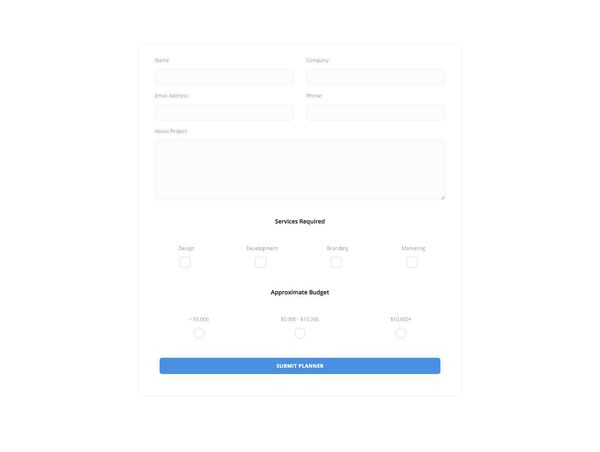 Name: Company:
Email Address: Phone:
About Project:
Services Required
Design Development Branding Marketing
Approximate Budget
< $5,000 $5,000 - $10,000 $10,000+
SUBMIT PLANNER